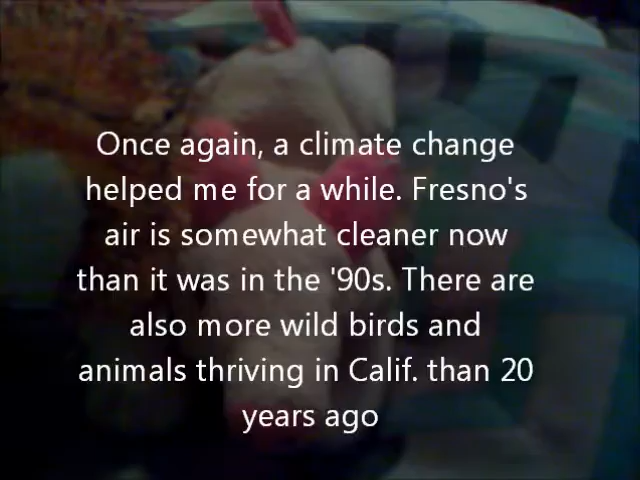 Once again, a climate change
helped me for a while. Fresno's
air is somewhat cleaner now
than it was in the '90s. There are
also more wild birds and
animals thriving in Calif. than 20
years ago